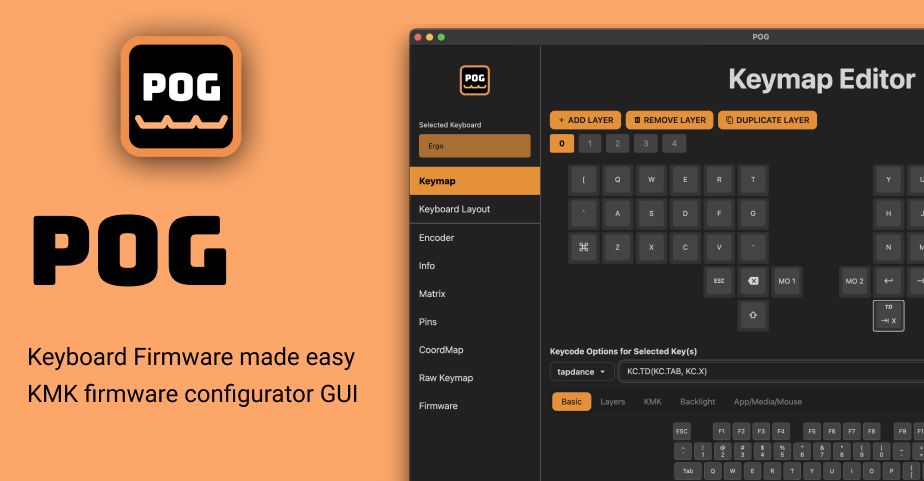 POG
POG
Keyboard Firmware made easy
KMK firmware configurator GUI
POG
POG
Selected Keyboard
Ergo
Keymap
Keyboard Layout
Encoder
Info
Matrix
Pins
CoordMap
Raw Keymap
Firmware
Keymap Editor
+ ADD LAYER REMOVE LAYER DUPLICATE LAYER
0 1 2 3 4
[ Q W E R T Y U
` A S D F G H J
⌘ Z X C V ' N M
ESC MO 1 MO 2
TD
X
Keycode Options for Selected Key(s)
tapdance KC.TD(KC.TAB, KC.X)
Basic Layers KMK Backlight App/Media/Mouse
ESC F1 F2 F3 F4 F5 F6 F7 F8 F9
~ ! @ # $ % ^ & * ( ) _ +
` 1 2 3 4 5 6 7 8 9 0 - =
Tab Q W E R T Y U I O P {
[